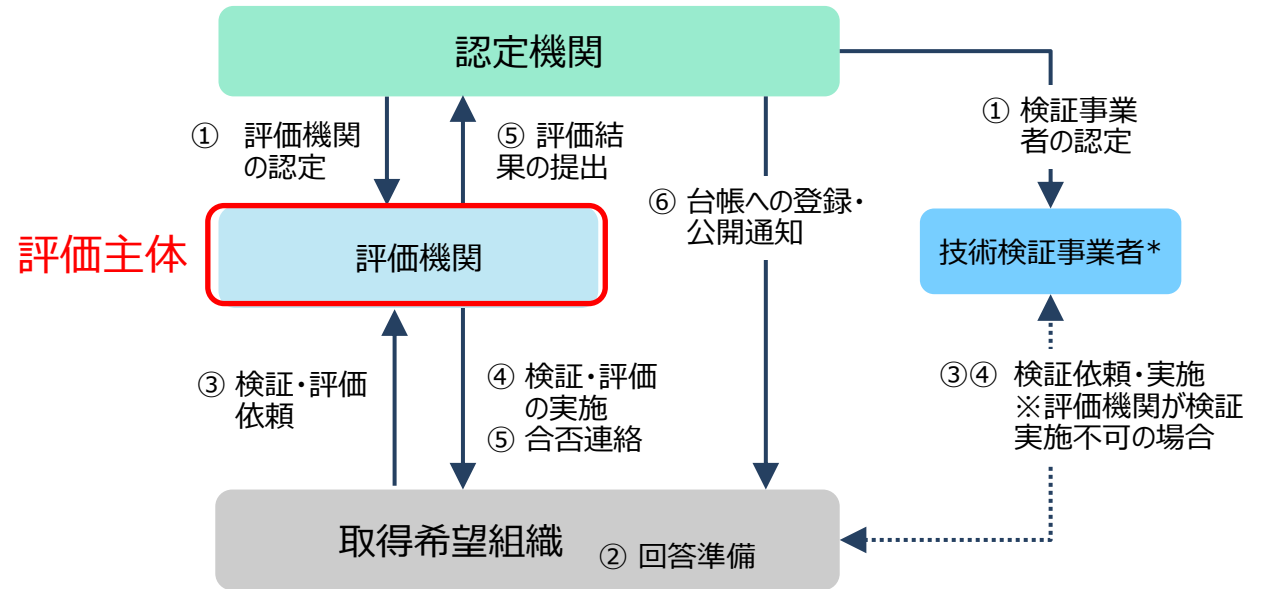 認定機関
① 評価機関
の認定
⑤ 評価結
果の提出
① 検証事業
者の認定
⑥ 台帳への登録・
公開通知
評価主体
評価機関
技術検証事業者*
③ 検証・評価
依頼
④ 検証・評価
の実施
⑤ 合否連絡
③④ 検証依頼・実施
※評価機関が検証
実施不可の場合
取得希望組織
② 回答準備